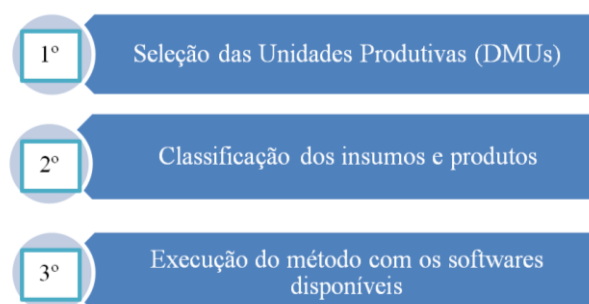 1º
Seleção das Unidades Produtivas (DMUs)
2º
Classificação dos insumos e produtos
3º
Execução do método com os softwares
disponíveis